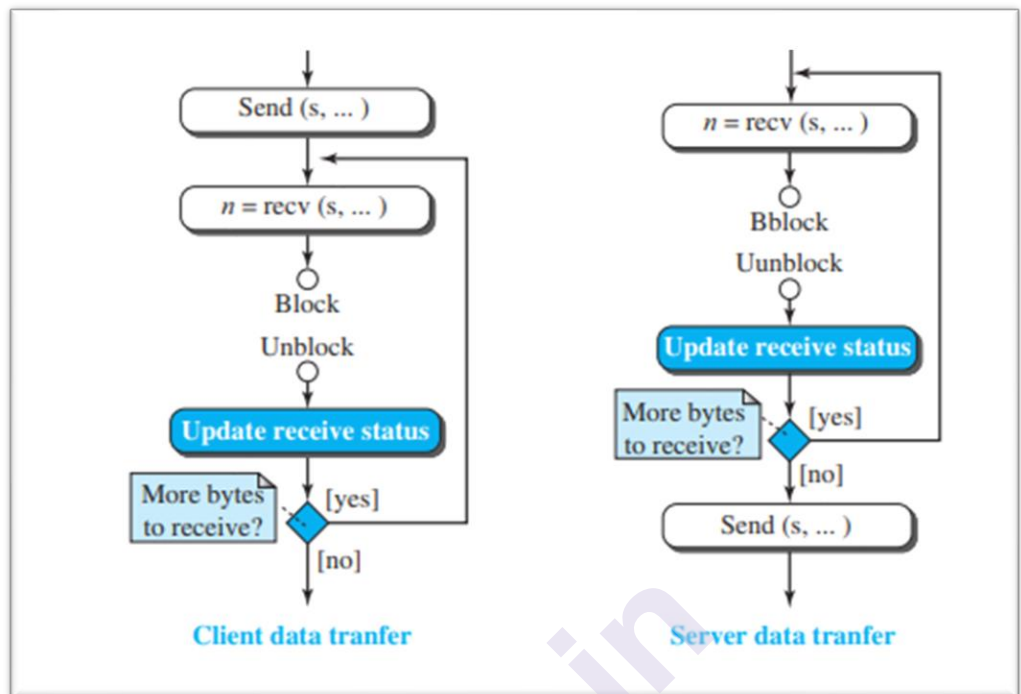 Send (s, ... )
n = recv (s, ... )
Block
Unblock
Update receive status
More bytes
to receive?
[yes]
[no]
Client data tranfer
n = recv (s, ... )
Bblock
Uunblock
Update receive status
More bytes
to receive?
[yes]
[no]
Send (s, ... )
Server data tranfer
in